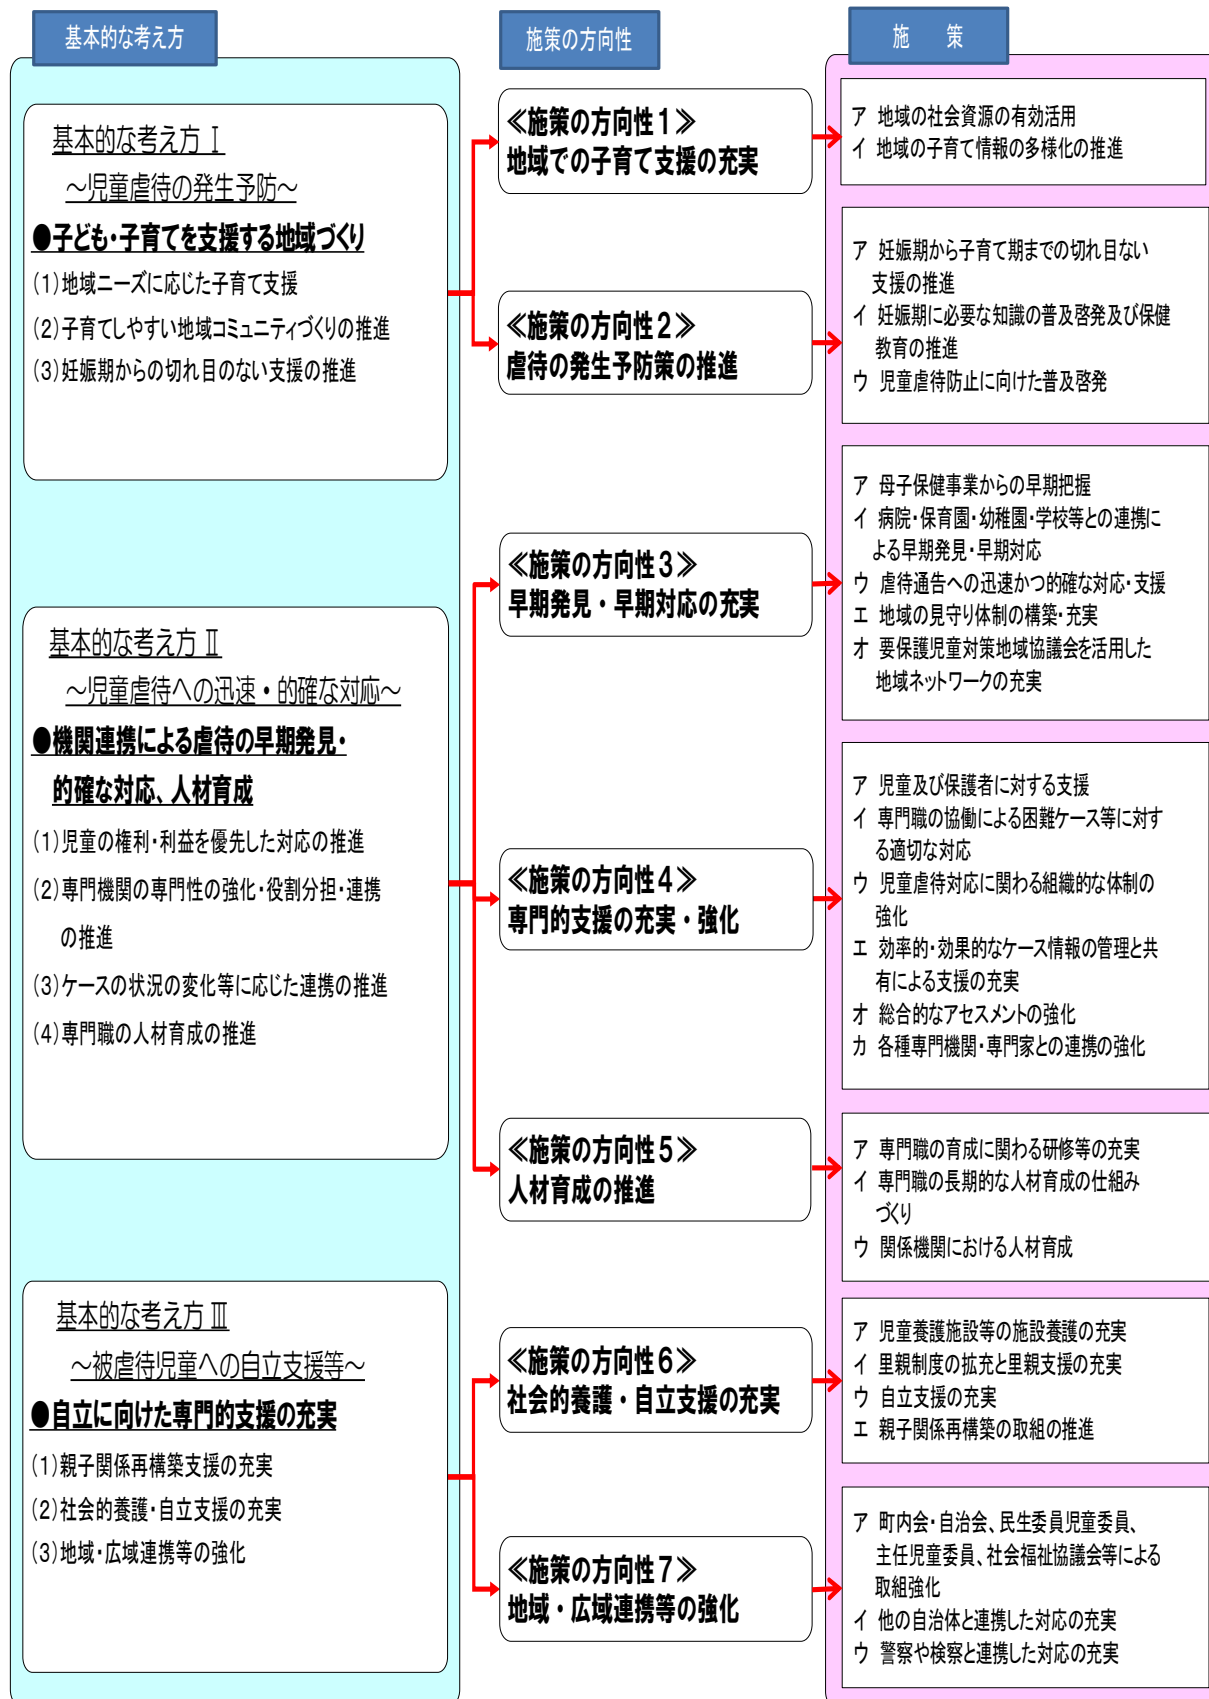 基本的な考え方
施策の方向性
施　策
基本的な考え方 Ⅰ
～児童虐待の発生予防～
●子ども・子育てを支援する地域づくり
(1)地域ニーズに応じた子育て支援
(2)子育てしやすい地域コミュニティづくりの推進
(3)妊娠期からの切れ目のない支援の推進
≪施策の方向性１≫
地域での子育て支援の充実
ア 地域の社会資源の有効活用
イ 地域の子育て情報の多様化の推進
≪施策の方向性２≫
虐待の発生予防策の推進
ア 妊娠期から子育て期までの切れ目ない
支援の推進
イ 妊娠期に必要な知識の普及啓発及び保健
教育の推進
ウ 児童虐待防止に向けた普及啓発
基本的な考え方 Ⅱ
～児童虐待への迅速・的確な対応～
●機関連携による虐待の早期発見・
的確な対応、人材育成
(1)児童の権利・利益を優先した対応の推進
(2)専門機関の専門性の強化・役割分担・連携
の推進
(3)ケースの状況の変化等に応じた連携の推進
(4)専門職の人材育成の推進
≪施策の方向性３≫
早期発見・早期対応の充実
ア 母子保健事業からの早期把握
イ 病院・保育園・幼稚園・学校等との連携に
よる早期発見・早期対応
ウ 虐待通告への迅速かつ的確な対応・支援
エ 地域の見守り体制の構築・充実
オ 要保護児童対策地域協議会を活用した
地域ネットワークの充実
≪施策の方向性４≫
専門的支援の充実・強化
ア 児童及び保護者に対する支援
イ 専門職の協働による困難ケース等に対す
る適切な対応
ウ 児童虐待対応に関わる組織的な体制の
強化
エ 効率的・効果的なケース情報の管理と共
有による支援の充実
オ 総合的なアセスメントの強化
カ 各種専門機関・専門家との連携の強化
≪施策の方向性５≫
人材育成の推進
ア 専門職の育成に関わる研修等の充実
イ 専門職の長期的な人材育成の仕組み
づくり
ウ 関係機関における人材育成
基本的な考え方 Ⅲ
～被虐待児童への自立支援等～
●自立に向けた専門的支援の充実
(1)親子関係再構築支援の充実
(2)社会的養護・自立支援の充実
(3)地域・広域連携等の強化
≪施策の方向性６≫
社会的養護・自立支援の充実
ア 児童養護施設等の施設養護の充実
イ 里親制度の拡充と里親支援の充実
ウ 自立支援の充実
エ 親子関係再構築の取組の推進
≪施策の方向性７≫
地域・広域連携等の強化
ア 町内会・自治会、民生委員児童委員、
主任児童委員、社会福祉協議会等による
取組強化
イ 他の自治体と連携した対応の充実
ウ 警察や検察と連携した対応の充実